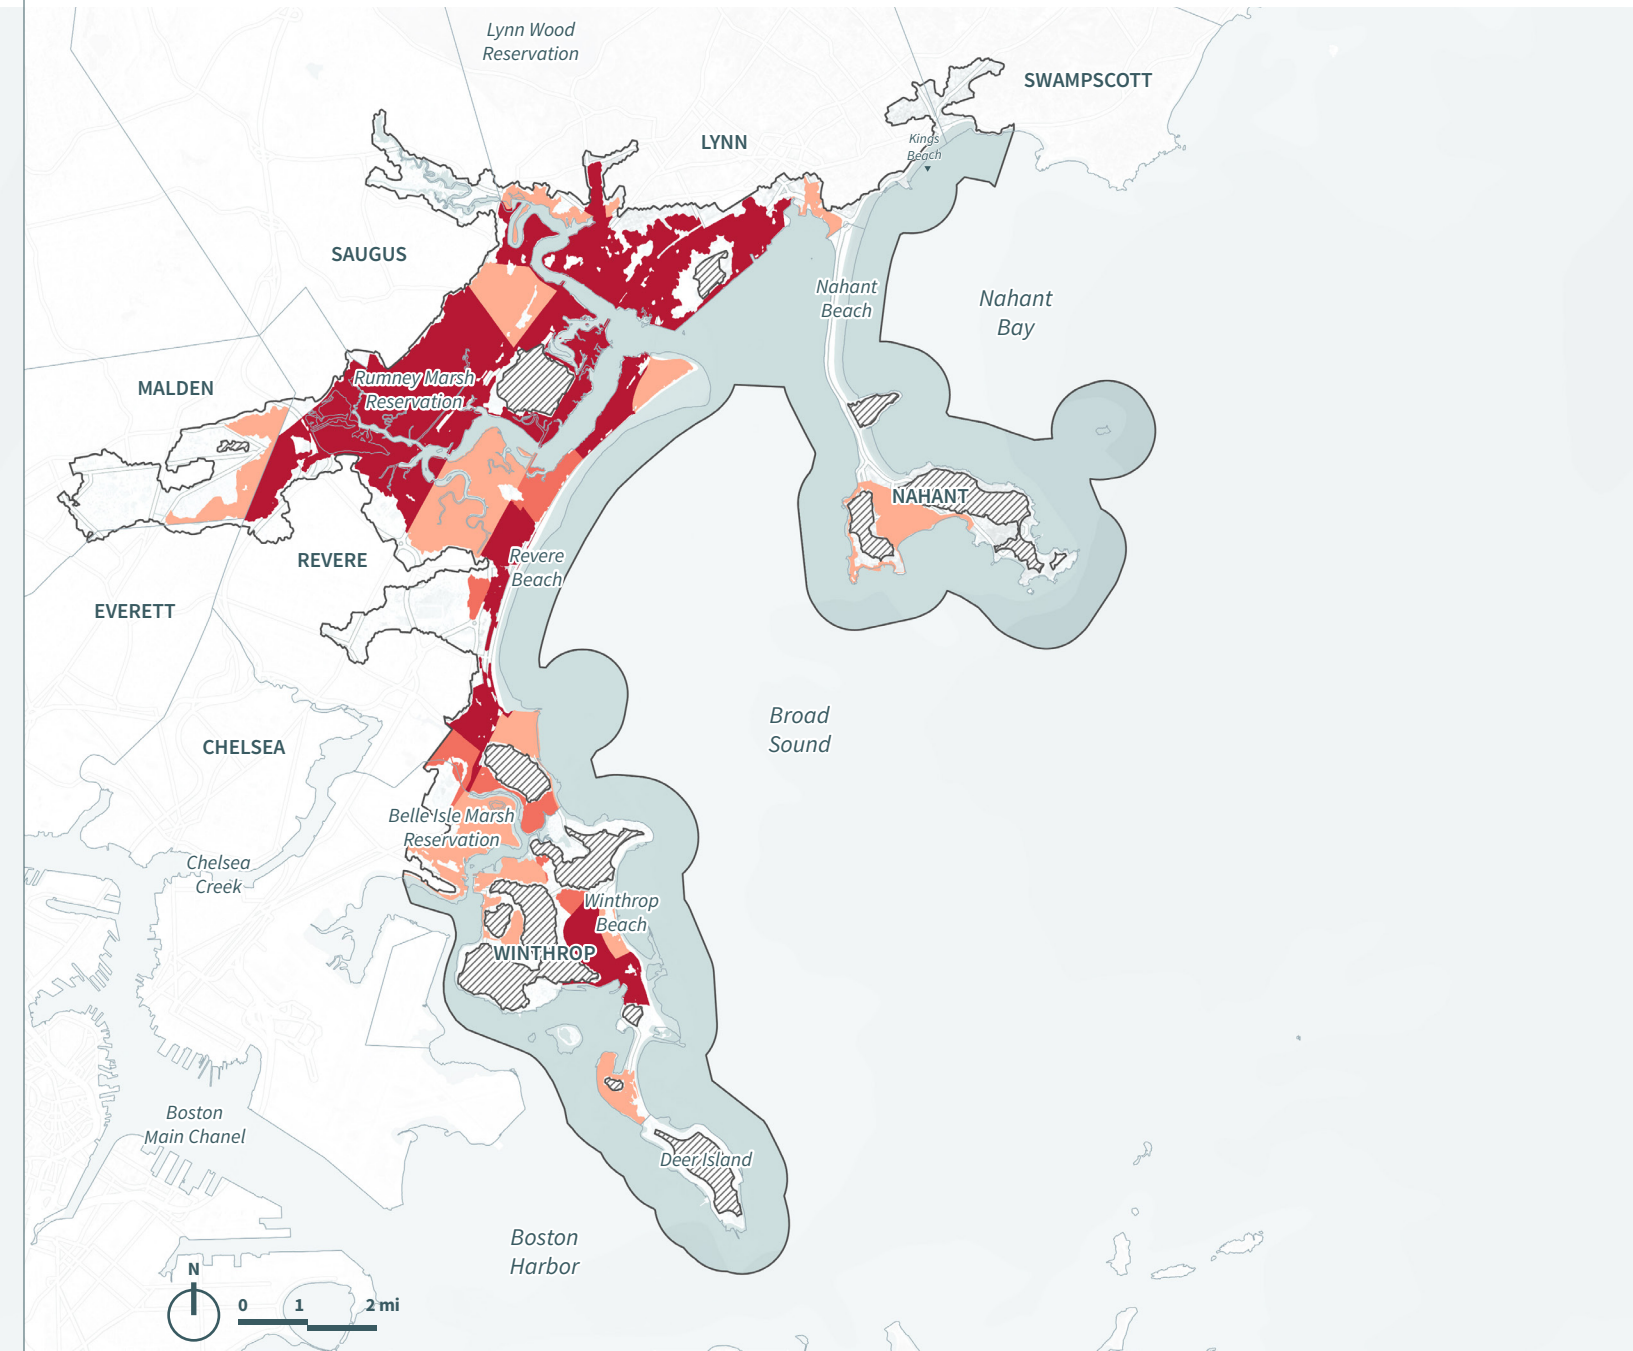 Lynn Wood
Reservation
SWAMPSCOTT
LYNN
Kings
Beach
SAUGUS
Nahant
Beach
Nahant
Bay
MALDEN
Rumney Marsh
Reservation
NAHANT
REVERE
Revere
Beach
EVERETT
Broad
Sound
CHELSEA
Belle Isle Marsh
Reservation
Chelsea
Creek
Winthrop
Beach
WINTHROP
Boston
Main Chanel
Deer Island
Boston
Harbor
N
0 1 2 mi